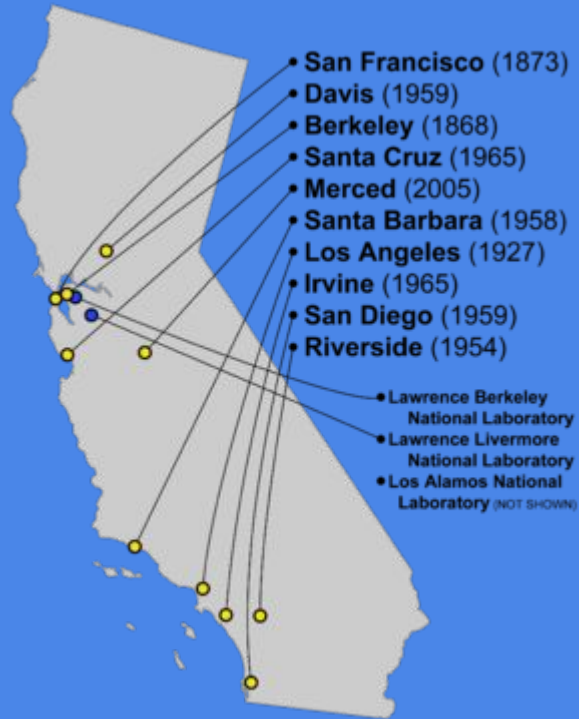 San Francisco (1873)
Davis (1959)
Berkeley (1868)
Santa Cruz (1965)
Merced (2005)
Santa Barbara (1958)
Los Angeles (1927)
Irvine (1965)
San Diego (1959)
Riverside (1954)
Lawrence Berkeley
National Laboratory
Lawrence Livermore
National Laboratory
Los Alamos National
Laboratory (NOT SHOWN)